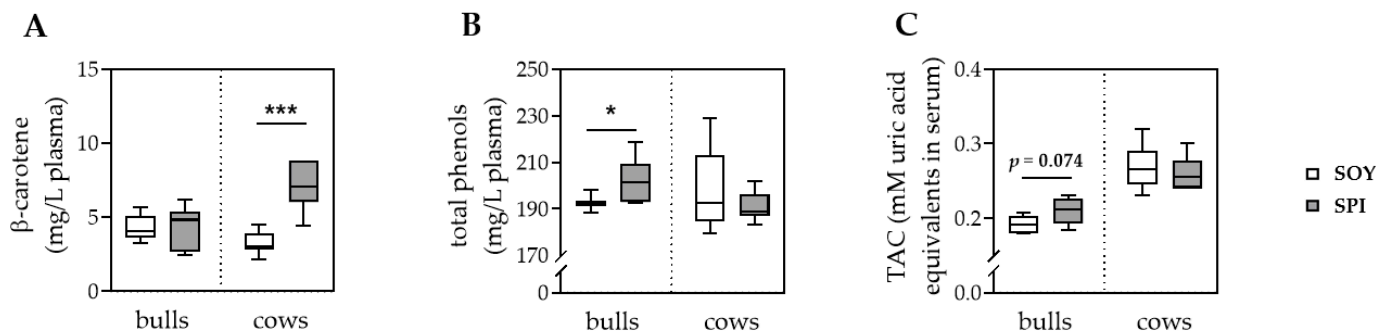 A
β-carotene
(mg/L plasma)
15
10
5
0
***
bulls
cows
B
total phenols
(mg/L plasma)
250
230
210
190
170
0
*
bulls
cows
C
TAC (mM uric acid
equivalents in serum)
0.4
0.3
0.2
0.0
p = 0.074
bulls
cows
SOY
SPI